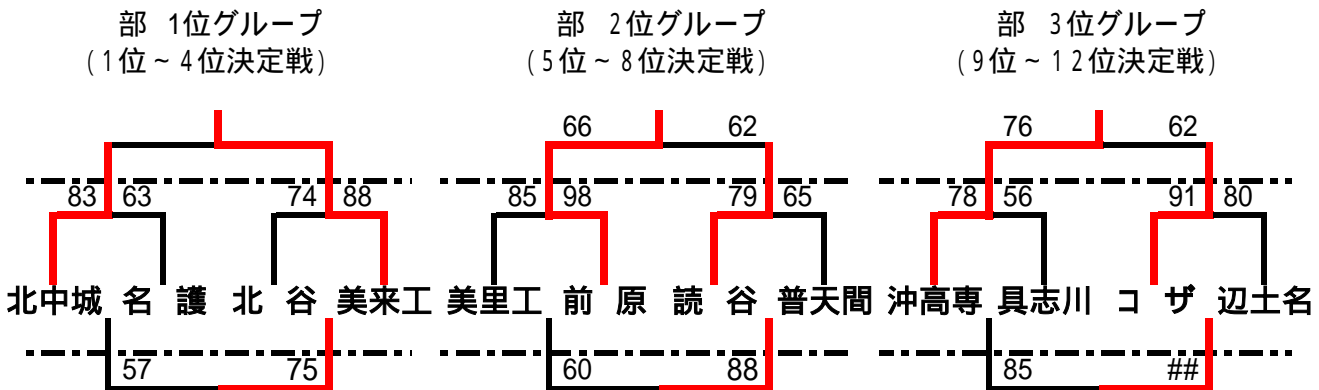 部 1位グループ 部 2位グループ 部 3位グループ
(1位~4位決定戦) (5位~8位決定戦) (9位~12位決定戦)
66 62 76 62
83 63 74 88 85 98 79 65 78 56 91 80
北中城 名護 北谷 美来工 美里工 前原 読谷 普天間 沖高専 具志川 コザ 辺土名
57 75 60 88 85 ##